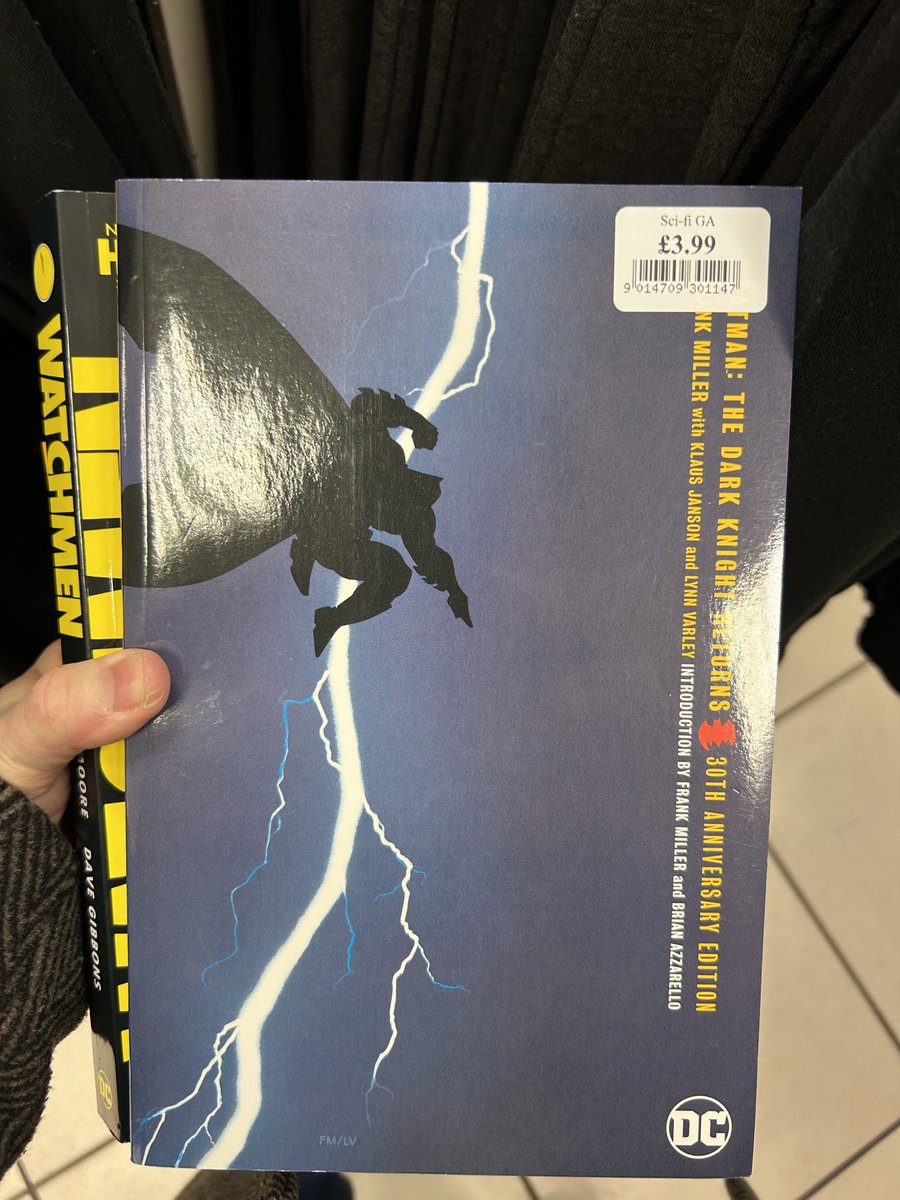 Sci-fi GA
£3.99
9 014709 301147
TMAN: THE DARK KNIGHT RETURNS 30TH ANNIVERSARY EDITION
NK MILLER with KLAUS JANSON and LYNN VARLEY INTRODUCTION BY FRANK MILLER and BRIAN AZZARELLO
FM/LV
DC
WATCHMEN
MOORE DAVE GIBBONS
DC